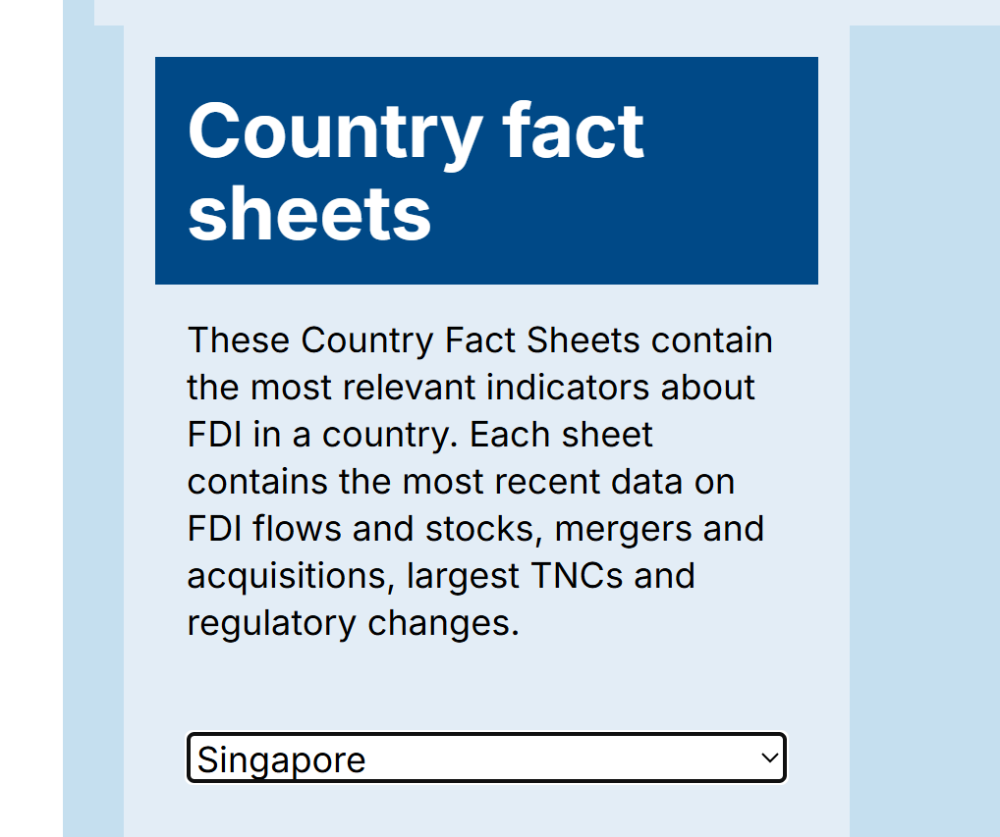 Country fact
sheets
These Country Fact Sheets contain
the most relevant indicators about
FDI in a country. Each sheet
contains the most recent data on
FDI flows and stocks, mergers and
acquisitions, largest TNCs and
regulatory changes.
Singapore